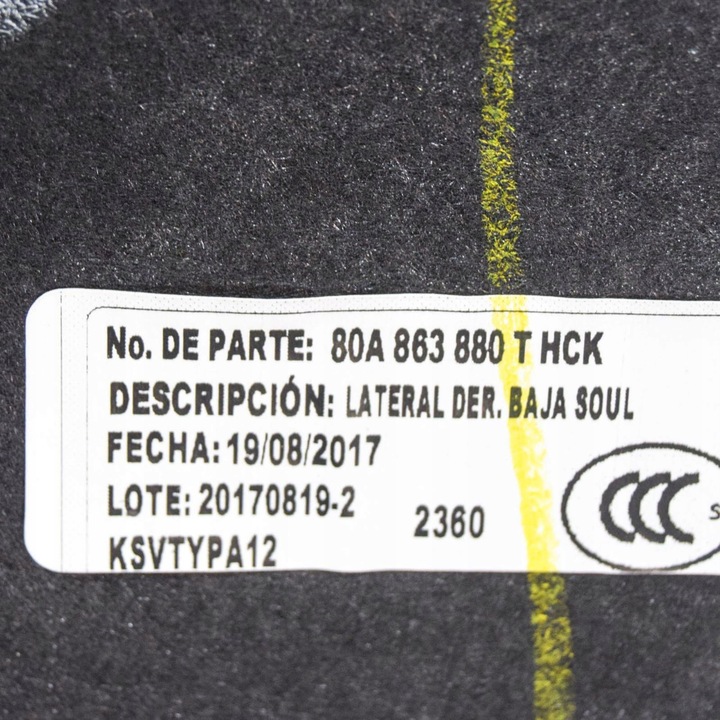 No. DE PARTE: 80A 863 880 T HCK
DESCRIPCIÓN: LATERAL DER. BAJA SOUL
FECHA: 19/08/2017
LOTE: 20170819-2
2360
KSVTYPA12
CCC
S